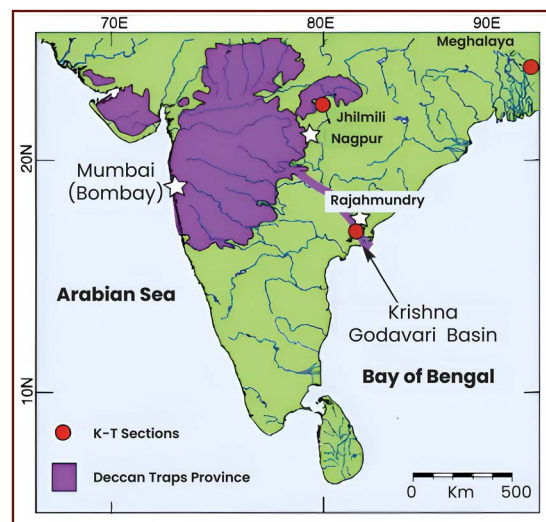 70E 80E 90E
Meghalaya
Jhilmili
Nagpur
20N
Mumbai
(Bombay)
Rajahmundry
Arabian Sea
Krishna
Godavari Basin
Bay of Bengal
10N
K-T Sections
Deccan Traps Province
0 Km 500